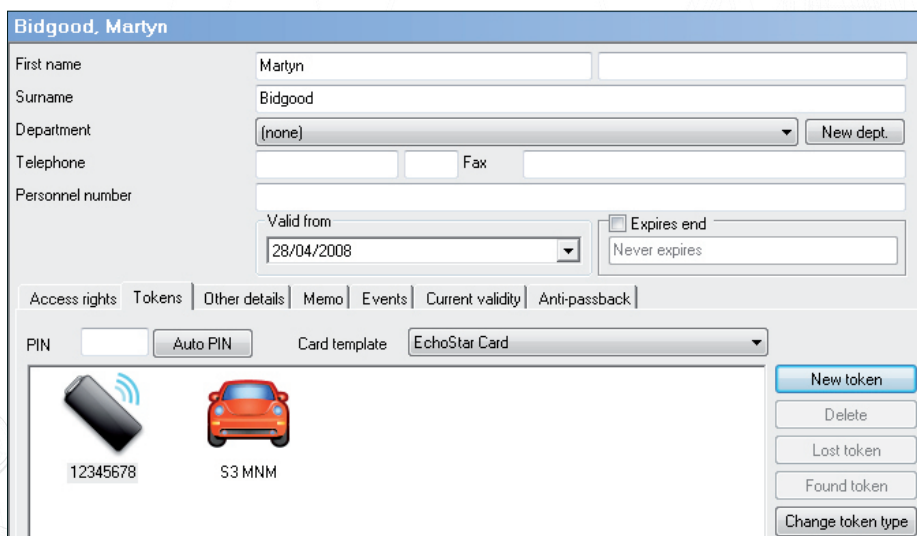 Bidgood, Martyn
First name Martyn
Surname Bidgood
Department (none) New dept.
Telephone Fax
Personnel number
Valid from Expires end
28/04/2008 Never expires
Access rights Tokens Other details Memo Events Current validity Anti-passback
PIN Auto PIN Card template EchoStar Card
New token
Delete
Lost token
12345678 S3 MNM
Found token
Change token type